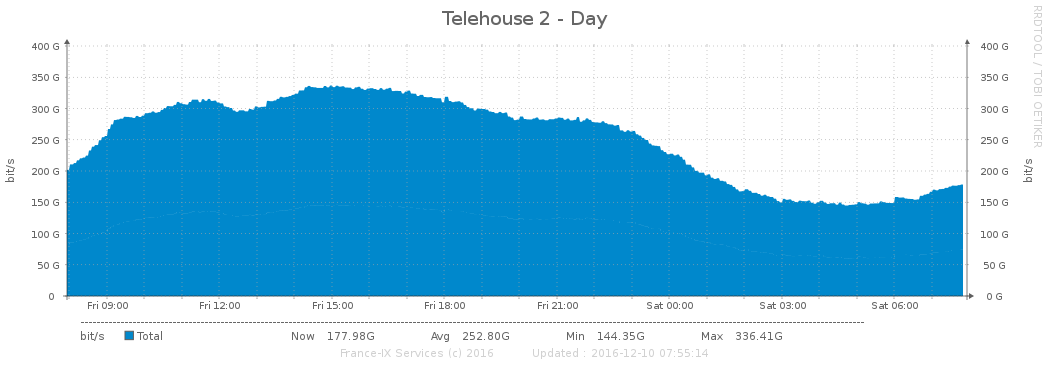 Telehouse 2 - Day
RRDTOOL / TOBI OETIKER
400 G 400 G
350 G 350 G
300 G 300 G
250 G 250 G
200 G 200 G
150 G 150 G
100 G 100 G
50 G 50 G
0 0 G
bit/s bit/s
Fri 09:00 Fri 12:00 Fri 15:00 Fri 18:00 Fri 21:00 Sat 00:00 Sat 03:00 Sat 06:00
bit/s Total Now 177.98G Avg 252.80G Min 144.35G Max 336.41G
France-IX Services (c) 2016 Updated : 2016-12-10 07:55:14